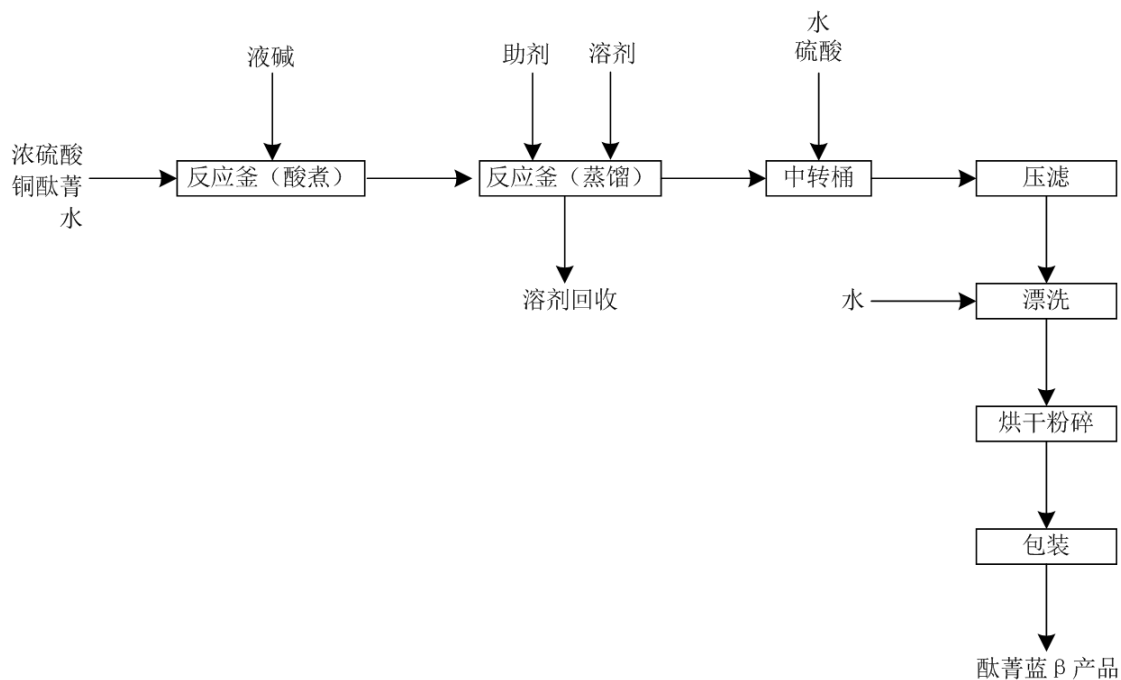 水
硫酸
液碱
助剂
溶剂
浓硫酸
铜酞菁
水
反应釜（酸煮）
反应釜（蒸馏）
中转桶
压滤
溶剂回收
水
漂洗
烘干粉碎
包装
酞菁蓝β产品